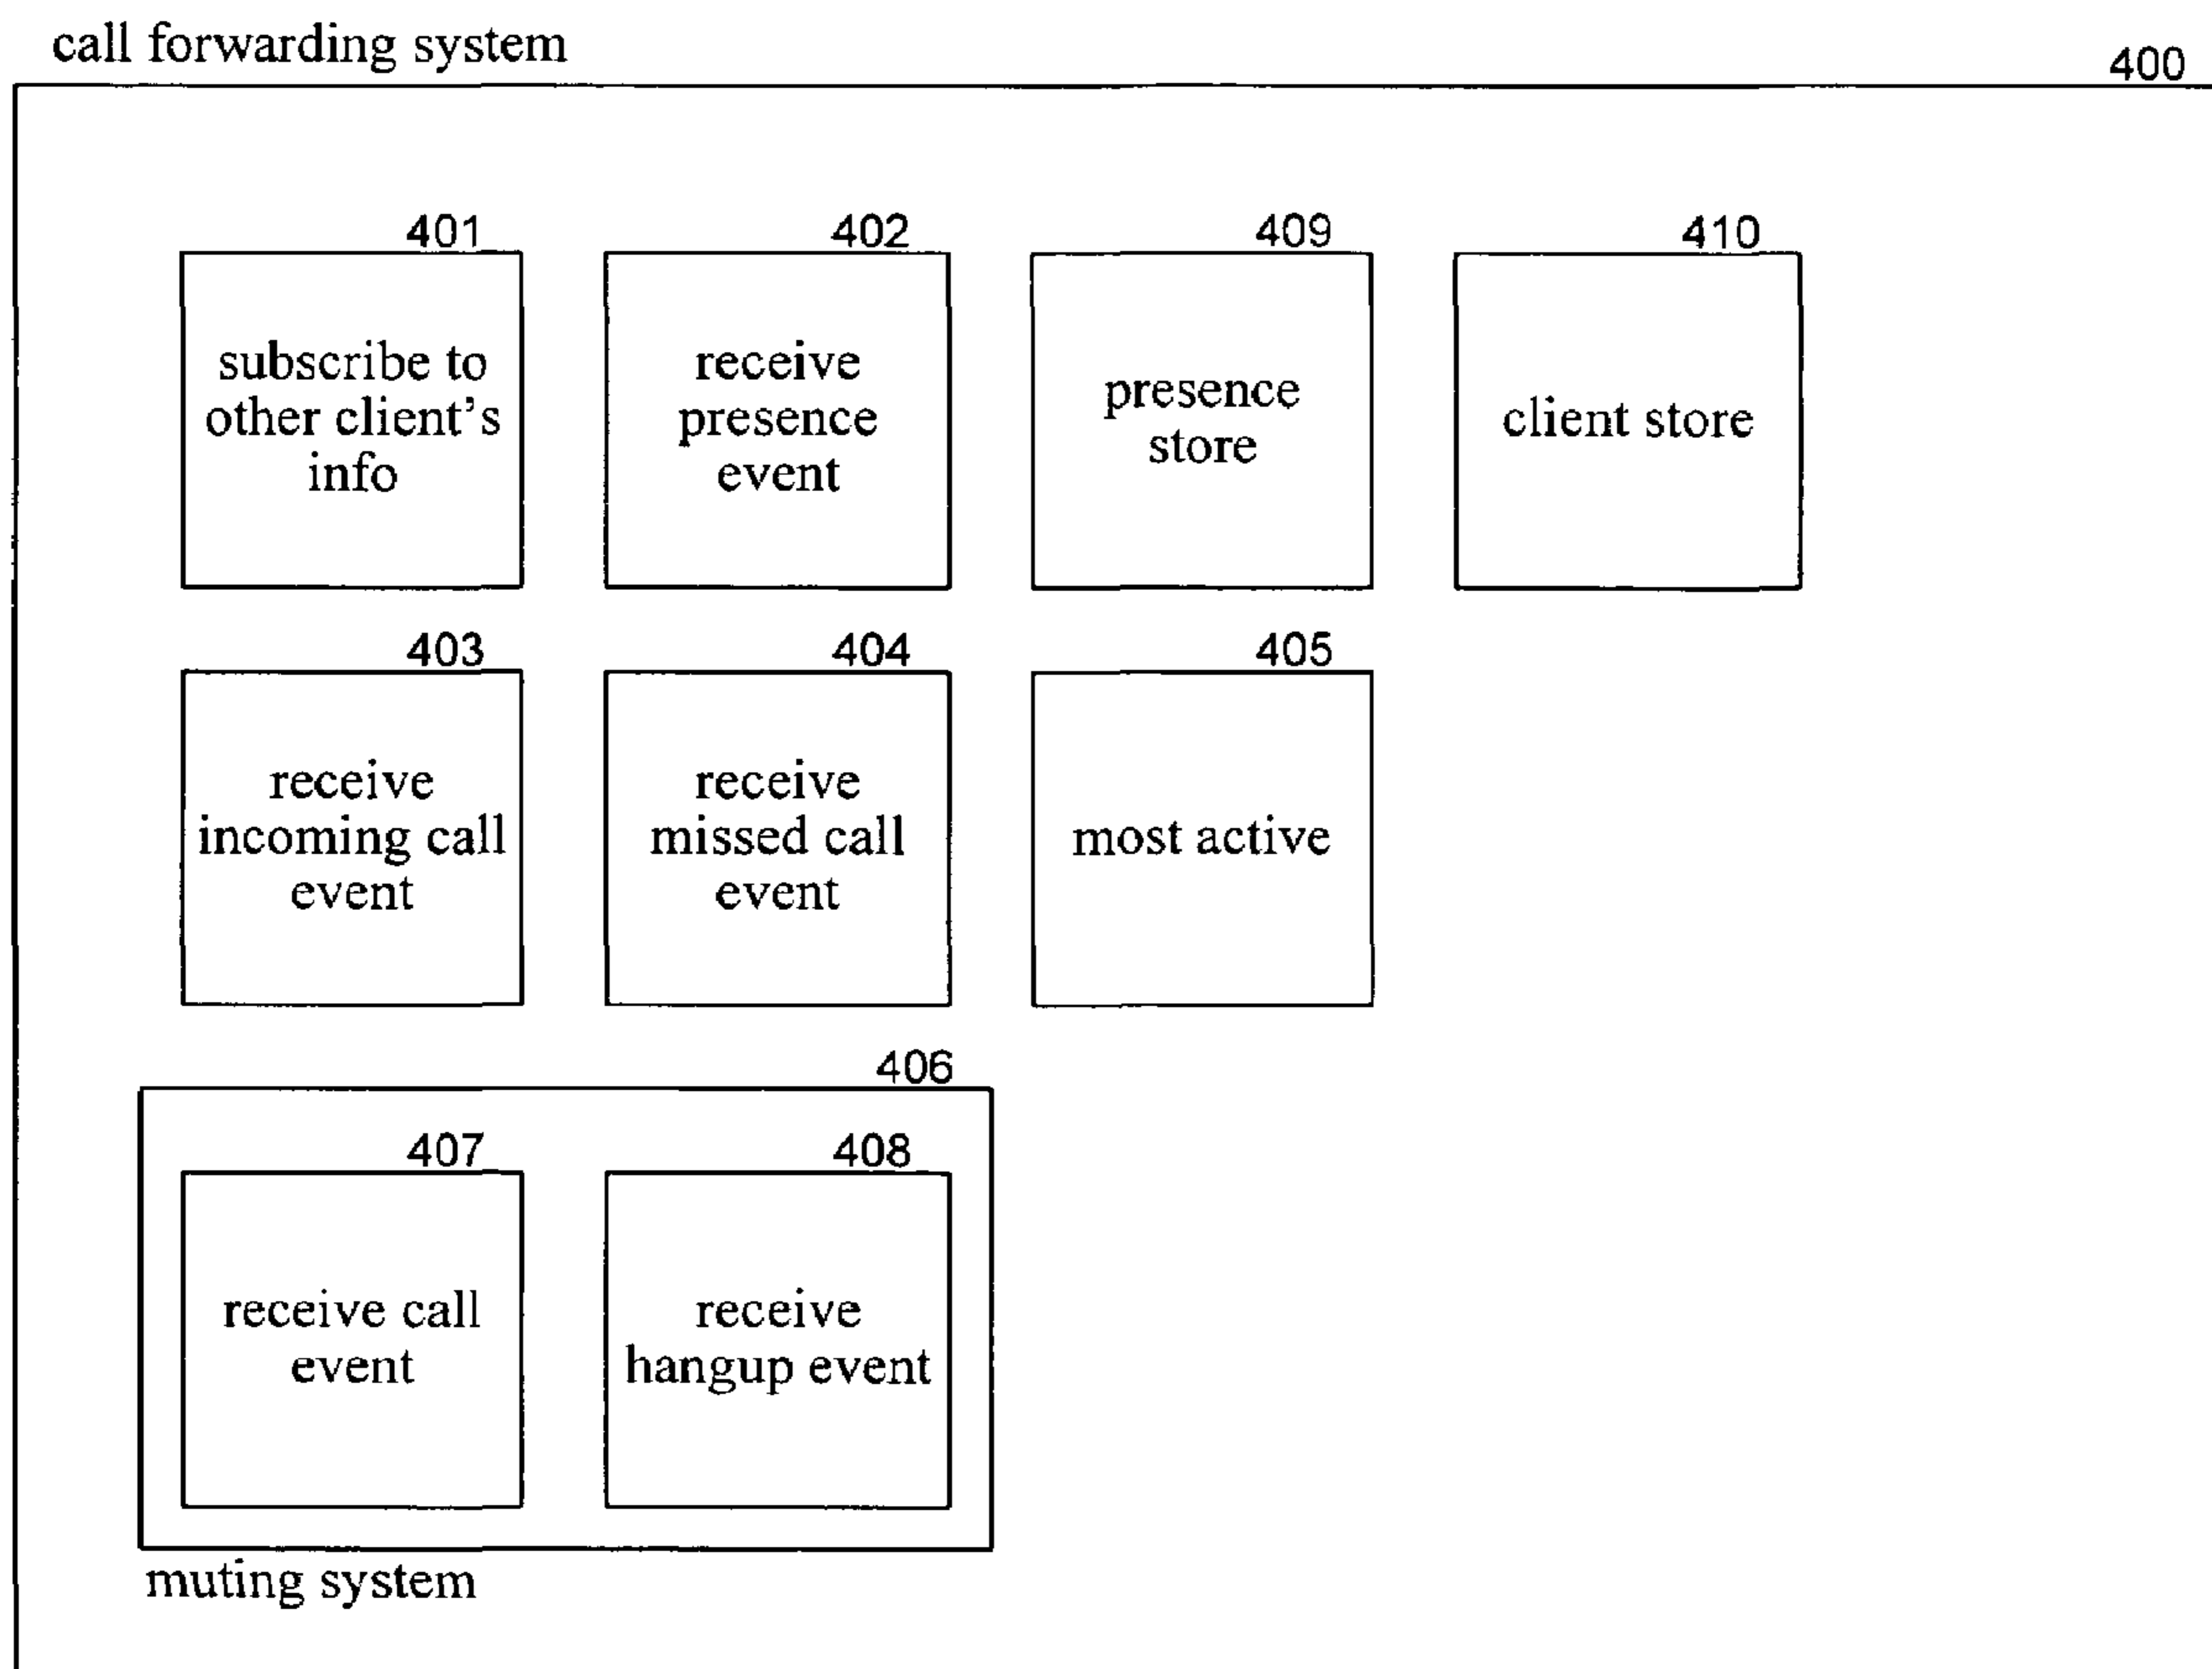 call forwarding system
400
401
subscribe to
other client's
info
402
receive
presence
event
409
presence
store
410
client store
403
receive
incoming call
event
404
receive
missed call
event
405
most active
406
407
receive call
event
408
receive
hangup event
muting system